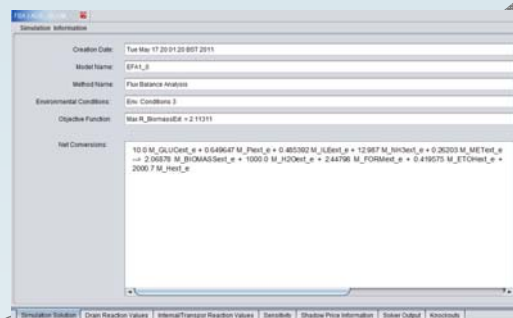 Simulation Information
Creation Date: Tue May 17 20:01:20 BST 2011
Model Name:
Method Name: Flux Balance Analysis
Environmental Conditions: Env. Conditions 3
Objective Function: Max R_BiomassExt = 2.11311
Net Conversions:
10.0 M_GLUCext_e + 0.649647 M_PIext_e + 0.485392 M_ILEext_e + 12.987 M_NH3ext_e + 0.26203 M_METext_e
--> 2.06878 M_BIOMASSext_e + 1000.0 M_H2Oext_e + 2.44796 M_FORMext_e + 0.419575 M_ETOHext_e +
2000.7 M_Hext_e
Simulation Solution Drain Reaction Values Internal/Transpor Reaction Values Sensitivity Shadow Price Information Solver Output Knockouts